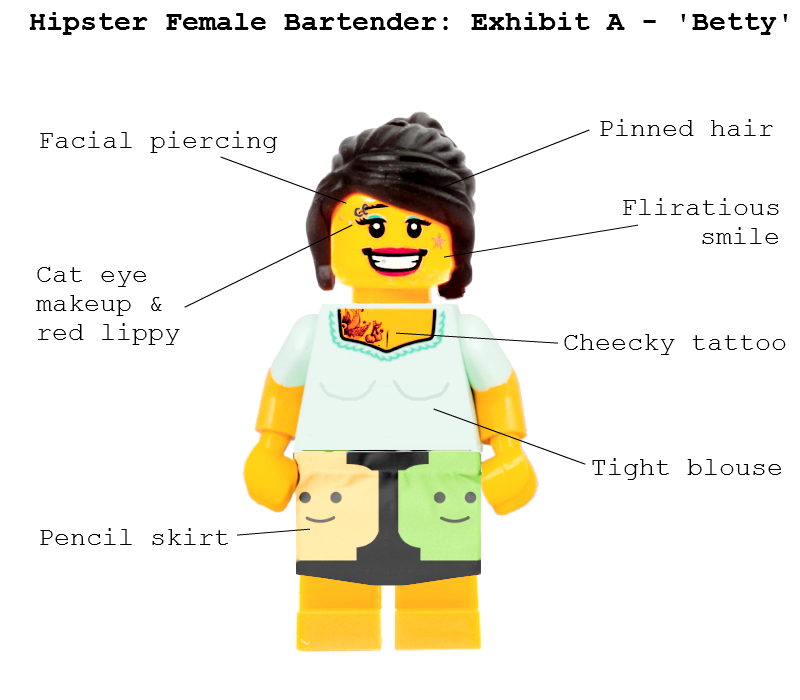 Hipster Female Bartender: Exhibit A - 'Betty'
Facial piercing
Pinned hair
Fliratious
smile
Cat eye
makeup &
red lippy
Cheecky tattoo
Tight blouse
Pencil skirt